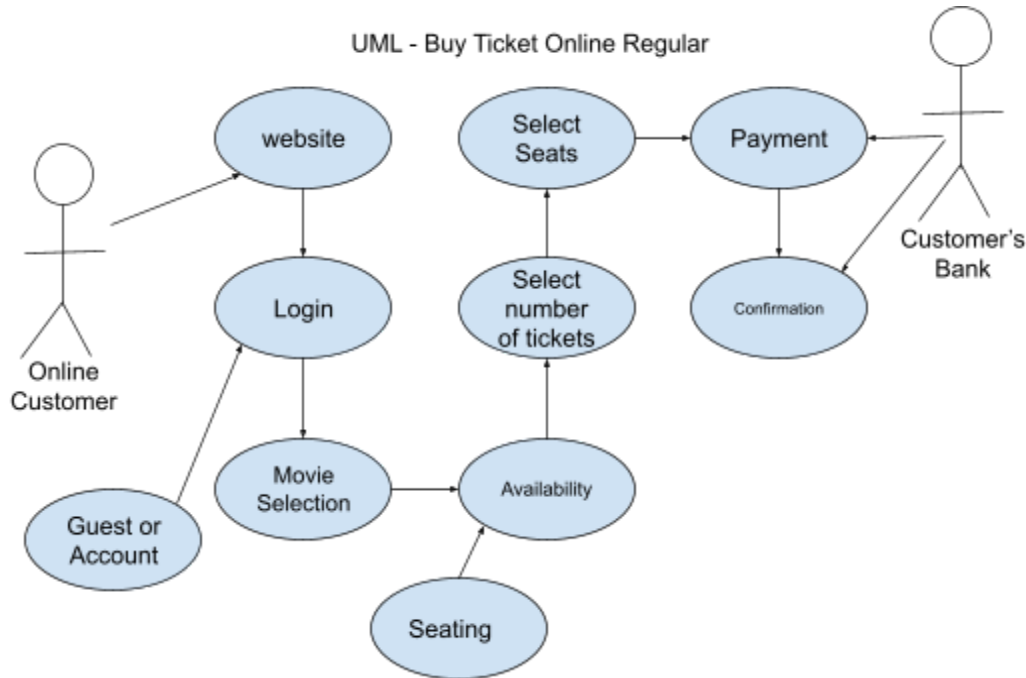 UML - Buy Ticket Online Regular
website
Select
Seats
Payment
Customer's
Bank
Login
Select
number
of tickets
Confirmation
Online
Customer
Movie
Selection
Availability
Guest or
Account
Seating